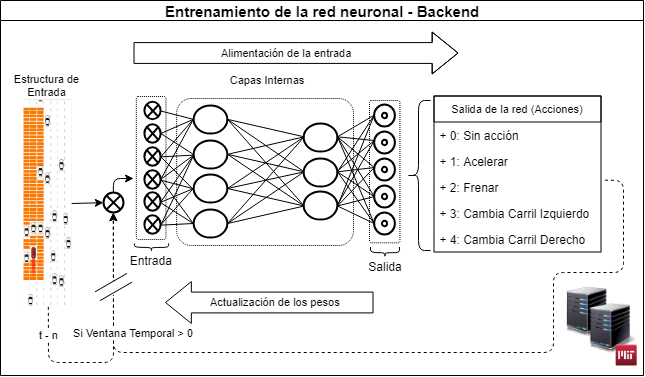 Entrenamiento de la red neuronal - Backend
Alimentación de la entrada
Estructura de
Entrada
Capas Internas
Salida de la red (Acciones)
+ 0: Sin acción
+ 1: Acelerar
+ 2: Frenar
+ 3: Cambia Carril Izquierdo
+ 4: Cambia Carril Derecho
Entrada
Salida
Actualización de los pesos
t - n
Si Ventana Temporal > 0
MIT